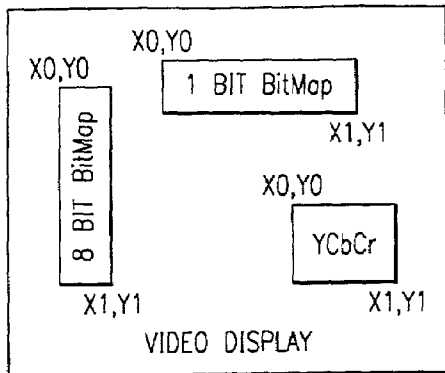 X0,Y0
1 BIT BitMap
X1,Y1
X0,Y0
8 BIT BitMap
X1,Y1
X0,Y0
YCbCr
X1,Y1
VIDEO DISPLAY